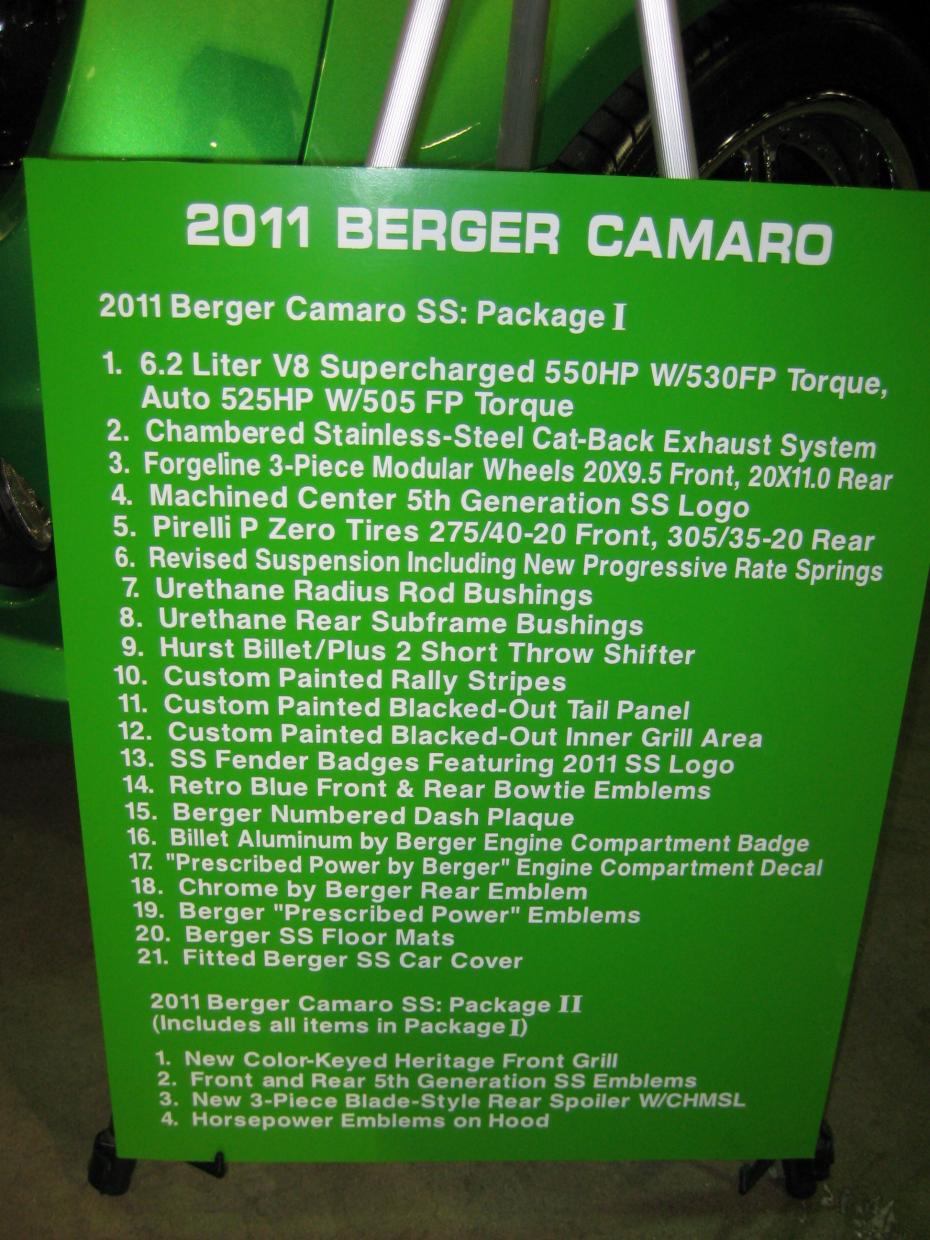 2011 BERGER CAMARO
2011 Berger Camaro SS: Package I
1. 6.2 Liter V8 Supercharged 550HP W/530FP Torque,
Auto 525HP W/505 FP Torque
2. Chambered Stainless-Steel Cat-Back Exhaust System
3. Forgeline 3-Piece Modular Wheels 20X9.5 Front, 20X11.0 Rear
4. Machined Center 5th Generation SS Logo
5. Pirelli P Zero Tires 275/40-20 Front, 305/35-20 Rear
6. Revised Suspension Including New Progressive Rate Springs
7. Urethane Radius Rod Bushings
8. Urethane Rear Subframe Bushings
9. Hurst Billet/Plus 2 Short Throw Shifter
10. Custom Painted Rally Stripes
11. Custom Painted Blacked-Out Tail Panel
12. Custom Painted Blacked-Out Inner Grill Area
13. SS Fender Badges Featuring 2011 SS Logo
14. Retro Blue Front & Rear Bowtie Emblems
15. Berger Numbered Dash Plaque
16. Billet Aluminum by Berger Engine Compartment Badge
17. "Prescribed Power by Berger" Engine Compartment Decal
18. Chrome by Berger Rear Emblem
19. Berger "Prescribed Power" Emblems
20. Berger SS Floor Mats
21. Fitted Berger SS Car Cover
2011 Berger Camaro SS: Package II
(Includes all items in Package I)
1. New Color-Keyed Heritage Front Grill
2. Front and Rear 5th Generation SS Emblems
3. New 3-Piece Blade-Style Rear Spoiler W/CHMSL
4. Horsepower Emblems on Hood